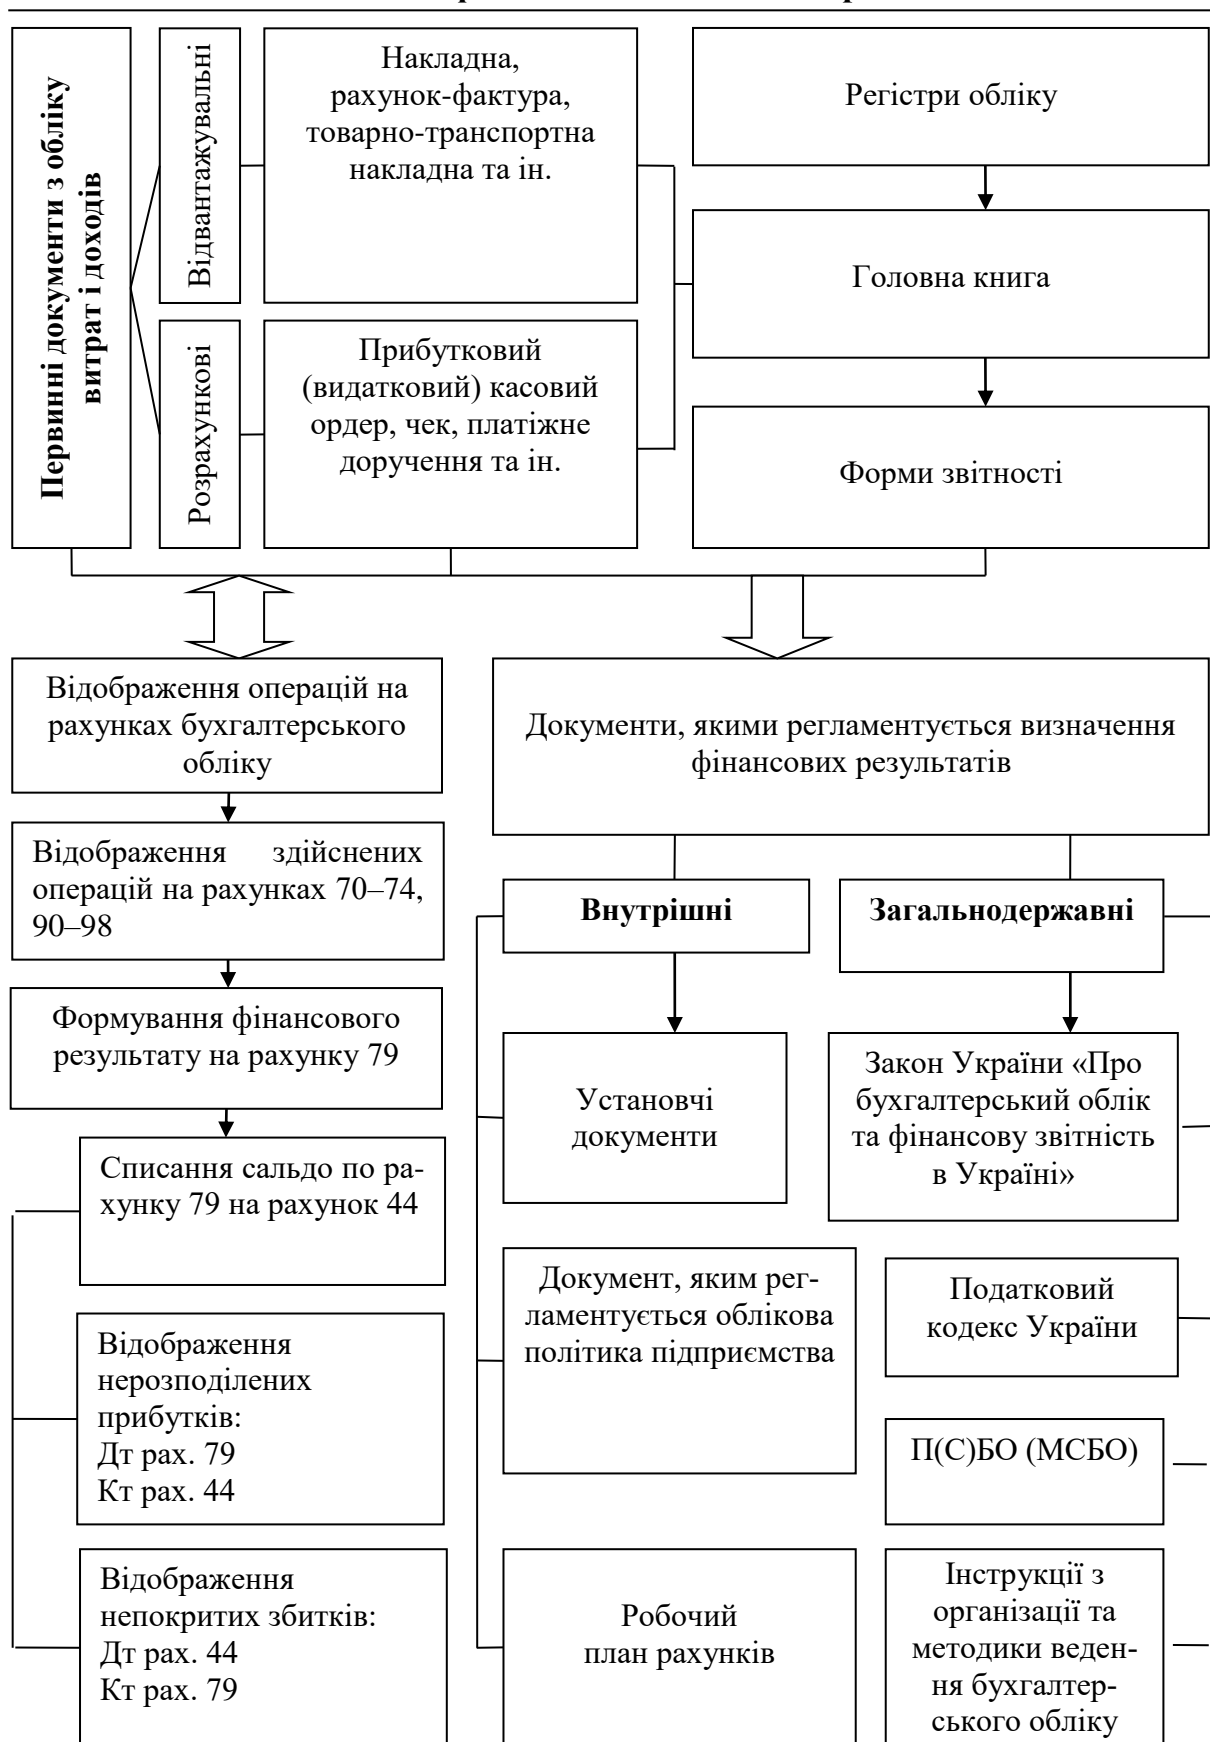 Первинні документи з обліку
витрат і доходів
Відвантажувальні
Накладна,
рахунок-фактура,
товарно-транспортна
накладна та ін.
Регістри обліку
Головна книга
Розрахункові
Прибутковий
(видатковий) касовий
ордер, чек, платіжне
доручення та ін.
Форми звітності
Відображення операцій на
рахунках бухгалтерського
обліку
Документи, якими регламентується визначення
фінансових результатів
Відображення здійснених
операцій на рахунках 70–74,
90–98
Внутрішні
Загальнодержавні
Формування фінансового
результату на рахунку 79
Установчі
документи
Закон України «Про
бухгалтерський облік
та фінансову звітність
в Україні»
Списання сальдо по ра-
хунку 79 на рахунок 44
Документ, яким рег-
ламентується облікова
політика підприємства
Податковий
кодекс України
Відображення
нерозподілених
прибутків:
Дт рах. 79
Кт рах. 44
П(С)БО (МСБО)
Відображення
непокритих збитків:
Дт рах. 44
Кт рах. 79
Робочий
план рахунків
Інструкції з
організації та
методики веден-
ня бухгалтер-
ського обліку